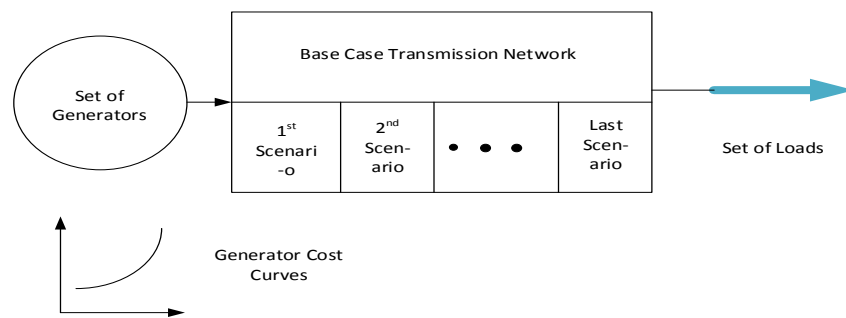 Base Case Transmission Network
Set of
Generators
1st
Scenari
-o
2nd
Scen-
ario
Last
Scen-
ario
Set of Loads
Generator Cost
Curves